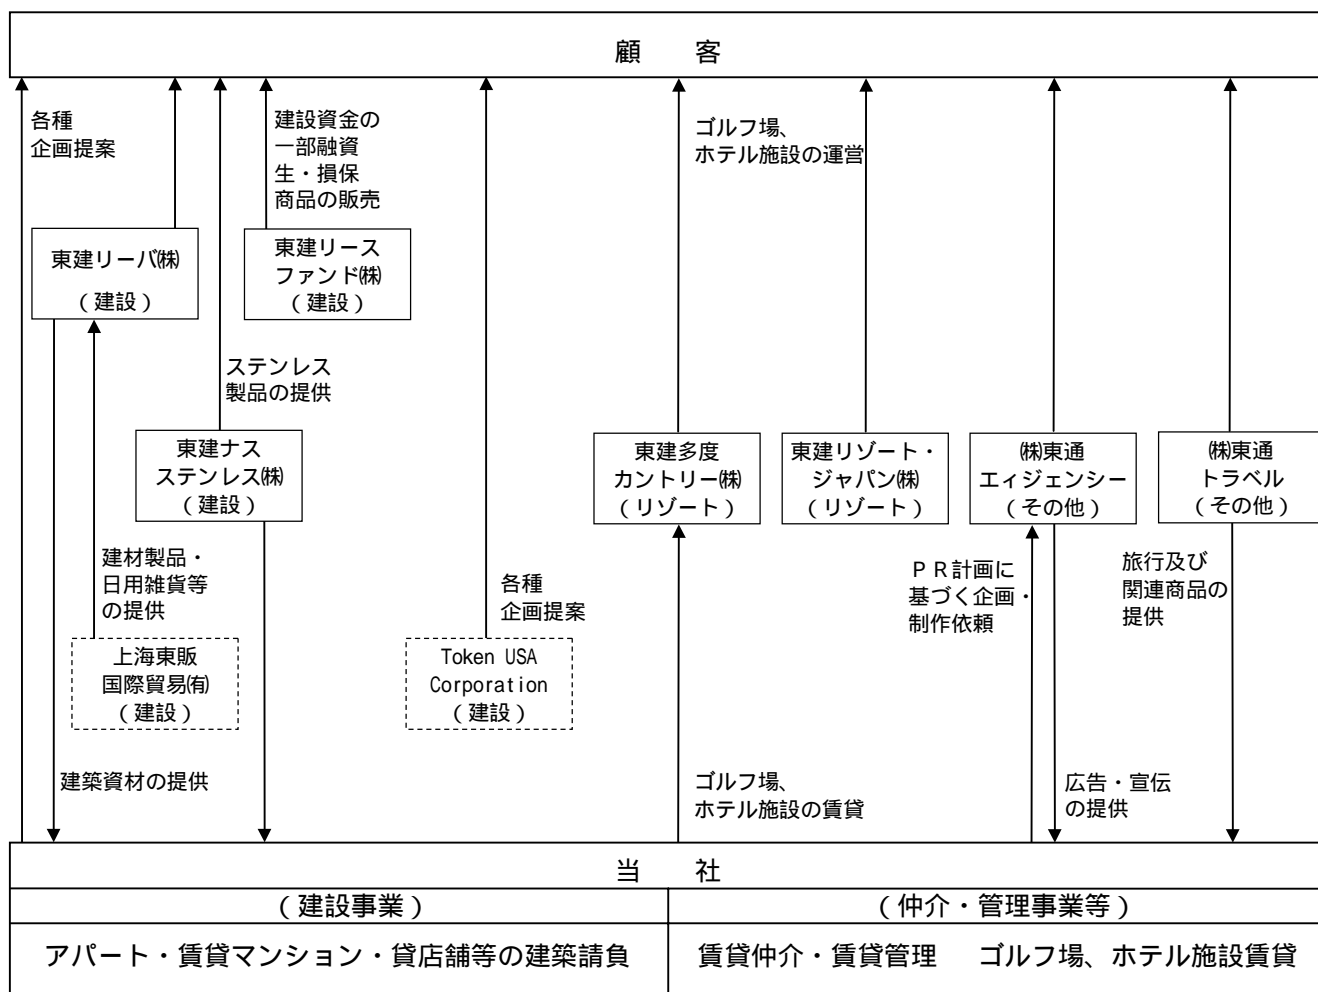 顧　　客
各種
企画提案
建設資金の
一部融資
生・損保
商品の販売
ゴルフ場、
ホテル施設の運営
東建リーバ㈱
（建設）
東建リース
ファンド㈱
（建設）
ステンレス
製品の提供
東建ナス
ステンレス㈱
（建設）
東建多度
カントリー㈱
（リゾート）
東建リゾート・
ジャパン㈱
（リゾート）
㈱東通
エィジェンシー
（その他）
㈱東通
トラベル
（その他）
建材製品・
日用雑貨等
の提供
各種
企画提案
ＰＲ計画に
基づく企画・
制作依頼
旅行及び
関連商品の
提供
上海東販
国際貿易㈲
（建設）
Token USA
Corporation
（建設）
建築資材の提供
ゴルフ場、
ホテル施設の賃貸
広告・宣伝
の提供
当　　社
（建設事業）
（仲介・管理事業等）
アパート・賃貸マンション・貸店舗等の建築請負
賃貸仲介・賃貸管理　ゴルフ場、ホテル施設賃貸